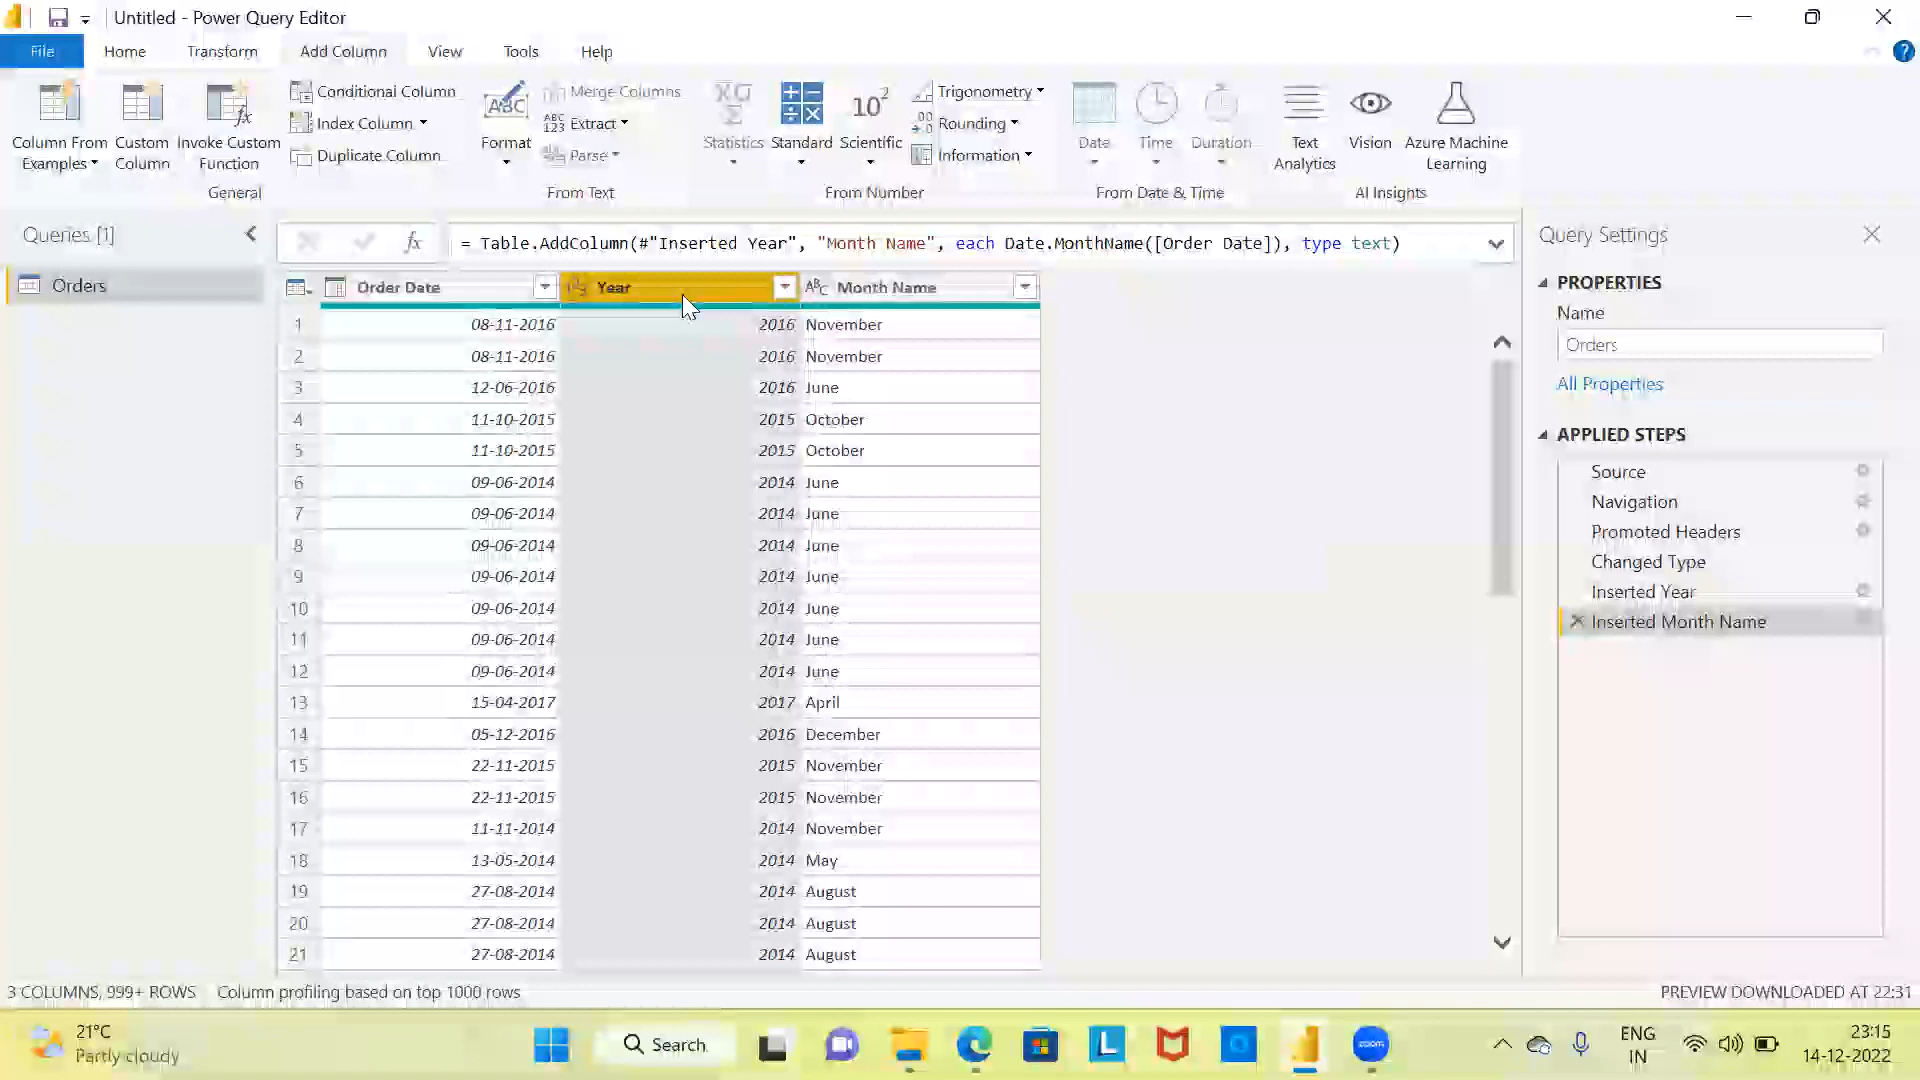 Untitled - Power Query Editor
File Home Transform Add Column View Tools Help
Column From Examples
Custom Column
Invoke Custom Function
Conditional Column
Index Column
Duplicate Column
General
Format
Merge Columns
Extract
Parse
From Text
Statistics
Standard
Scientific
Trigonometry
Rounding
Information
From Number
Date
Time
Duration
From Date & Time
Text Analytics
Vision
Azure Machine Learning
AI Insights
Queries [1]
Orders
= Table.AddColumn(#"Inserted Year", "Month Name", each Date.MonthName([Order Date]), type text)
Order Date Year Month Name
1 08-11-2016 2016 November
2 08-11-2016 2016 November
3 12-06-2016 2016 June
4 11-10-2015 2015 October
5 11-10-2015 2015 October
6 09-06-2014 2014 June
7 09-06-2014 2014 June
8 09-06-2014 2014 June
9 09-06-2014 2014 June
10 09-06-2014 2014 June
11 09-06-2014 2014 June
12 09-06-2014 2014 June
13 15-04-2017 2017 April
14 05-12-2016 2016 December
15 22-11-2015 2015 November
16 22-11-2015 2015 November
17 11-11-2014 2014 November
18 13-05-2014 2014 May
19 27-08-2014 2014 August
20 27-08-2014 2014 August
21 27-08-2014 2014 August
Query Settings
PROPERTIES
Name
Orders
All Properties
APPLIED STEPS
Source
Navigation
Promoted Headers
Changed Type
Inserted Year
Inserted Month Name
3 COLUMNS, 999+ ROWS Column profiling based on top 1000 rows
PREVIEW DOWNLOADED AT 22:31
21°C
Partly cloudy
Search
zoom
ENG
IN
23:15
14-12-2022